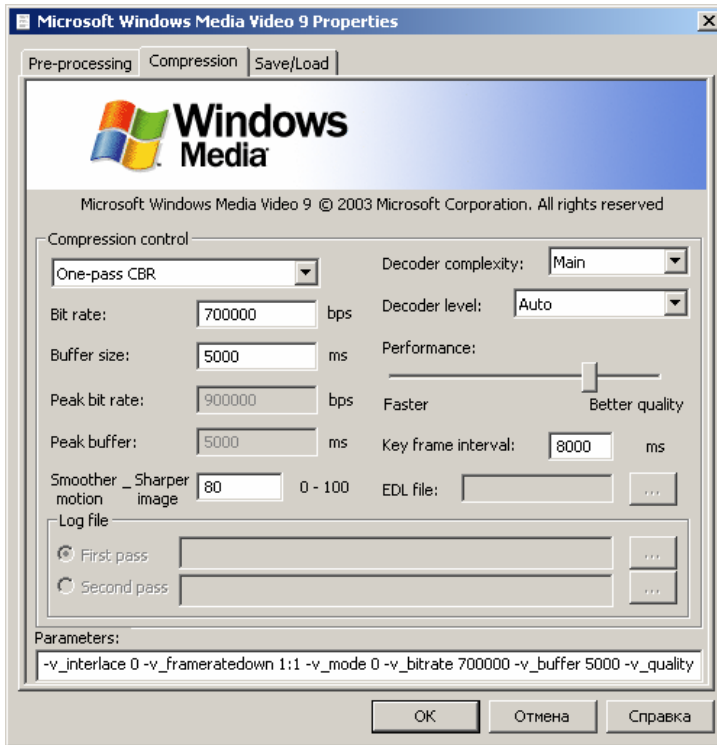 Microsoft Windows Media Video 9 Properties
Pre-processing Compression Save/Load
Windows
Media
Microsoft Windows Media Video 9 © 2003 Microsoft Corporation. All rights reserved
Compression control
One-pass CBR
Decoder complexity: Main
Bit rate: 700000 bps
Decoder level: Auto
Buffer size: 5000 ms
Performance:
Peak bit rate: 900000 bps
Faster Better quality
Peak buffer: 5000 ms
Key frame interval: 8000 ms
Smoother _ Sharper
motion image
80 0 - 100
EDL file: ...
Log file
First pass ...
Second pass ...
Parameters:
-v_interlace 0 -v_frameratedown 1:1 -v_mode 0 -v_bitrate 700000 -v_buffer 5000 -v_quality
OK Отмена Справка